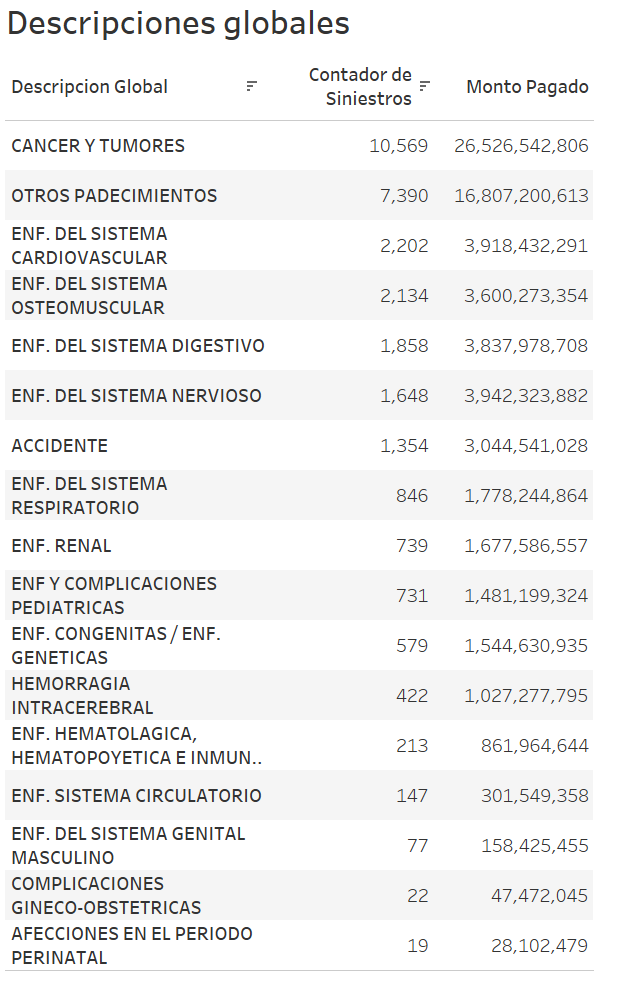 Descripciones globales
Descripcion Global
Contador de
Siniestros
Monto Pagado
CANCER Y TUMORES 10,569 26,526,542,806
OTROS PADECIMIENTOS 7,390 16,807,200,613
ENF. DEL SISTEMA
CARDIOVASCULAR
2,202 3,918,432,291
ENF. DEL SISTEMA
OSTEOMUSCULAR
2,134 3,600,273,354
ENF. DEL SISTEMA DIGESTIVO 1,858 3,837,978,708
ENF. DEL SISTEMA NERVIOSO 1,648 3,942,323,882
ACCIDENTE 1,354 3,044,541,028
ENF. DEL SISTEMA
RESPIRATORIO
846 1,778,244,864
ENF. RENAL 739 1,677,586,557
ENF Y COMPLICACIONES
PEDIATRICAS
731 1,481,199,324
ENF. CONGENITAS / ENF.
GENETICAS
579 1,544,630,935
HEMORRAGIA
INTRACEREBRAL
422 1,027,277,795
ENF. HEMATOLAGICA,
HEMATOPOYETICA E INMUN..
213 861,964,644
ENF. SISTEMA CIRCULATORIO 147 301,549,358
ENF. DEL SISTEMA GENITAL
MASCULINO
77 158,425,455
COMPLICACIONES
GINECO-OBSTETRICAS
22 47,472,045
AFECCIONES EN EL PERIODO
PERINATAL
19 28,102,479